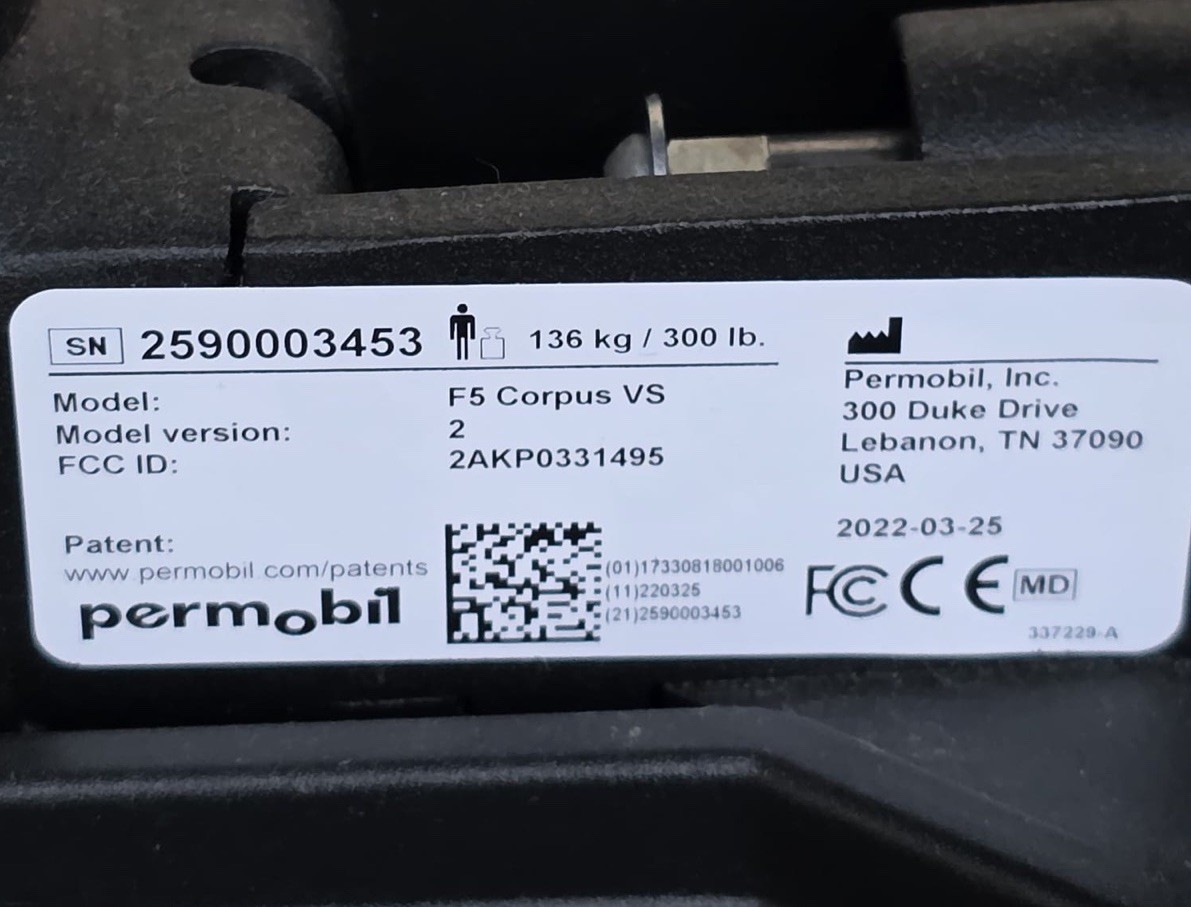 SN 2590003453 136 kg / 300 lb.
Model: F5 Corpus VS
Model version: 2
FCC ID: 2AKP0331495
Patent:
www.permobil.com/patents
permobil
(01)17330818001006
(11)220325
(21)2590003453
Permobil, Inc.
300 Duke Drive
Lebanon, TN 37090
USA
2022-03-25
FC CE MD
337229-A